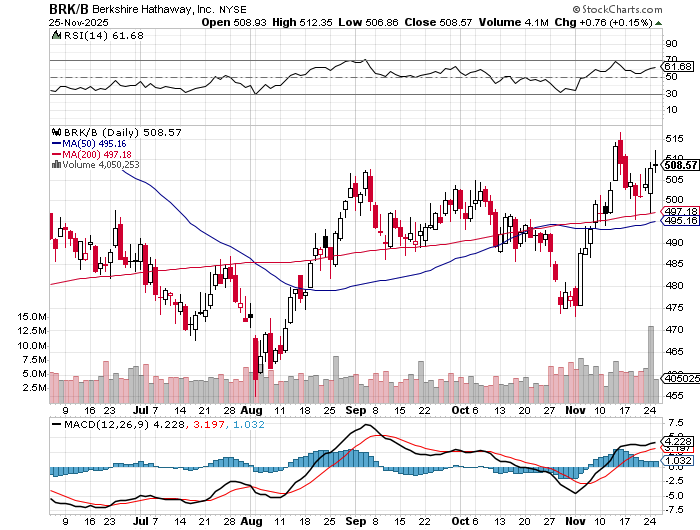 BRK/B Berkshire Hathaway, Inc. NYSE © StockCharts.com
25-Nov-2025 Open 508.93 High 512.35 Low 506.86 Close 508.57 Volume 4.1M Chg +0.76 (+0.15%)
RSI(14) 61.68
90
70
61.68
50
30
10
BRK/B (Daily) 508.57
MA(50) 495.16
MA(200) 497.18
Volume 4,050,253
515
510
508.57
505
500
497.18
495.16
490
485
480
475
470
465
460
455
15.0M
12.5M
10.0M
7.5M
5.0M
2.5M
4050253
9 16 23 Jul 7 14 21 28 Aug 11 18 25 Sep 8 15 22 Oct 6 13 20 27 Nov 10 17 24
MACD(12,26,9) 4.228, 3.197, 1.032
7.5
5.0
4.228
3.197
1.032
0.0
-2.5
-5.0
-7.5
9 16 23 Jul 7 14 21 28 Aug 11 18 25 Sep 8 15 22 Oct 6 13 20 27 Nov 10 17 24